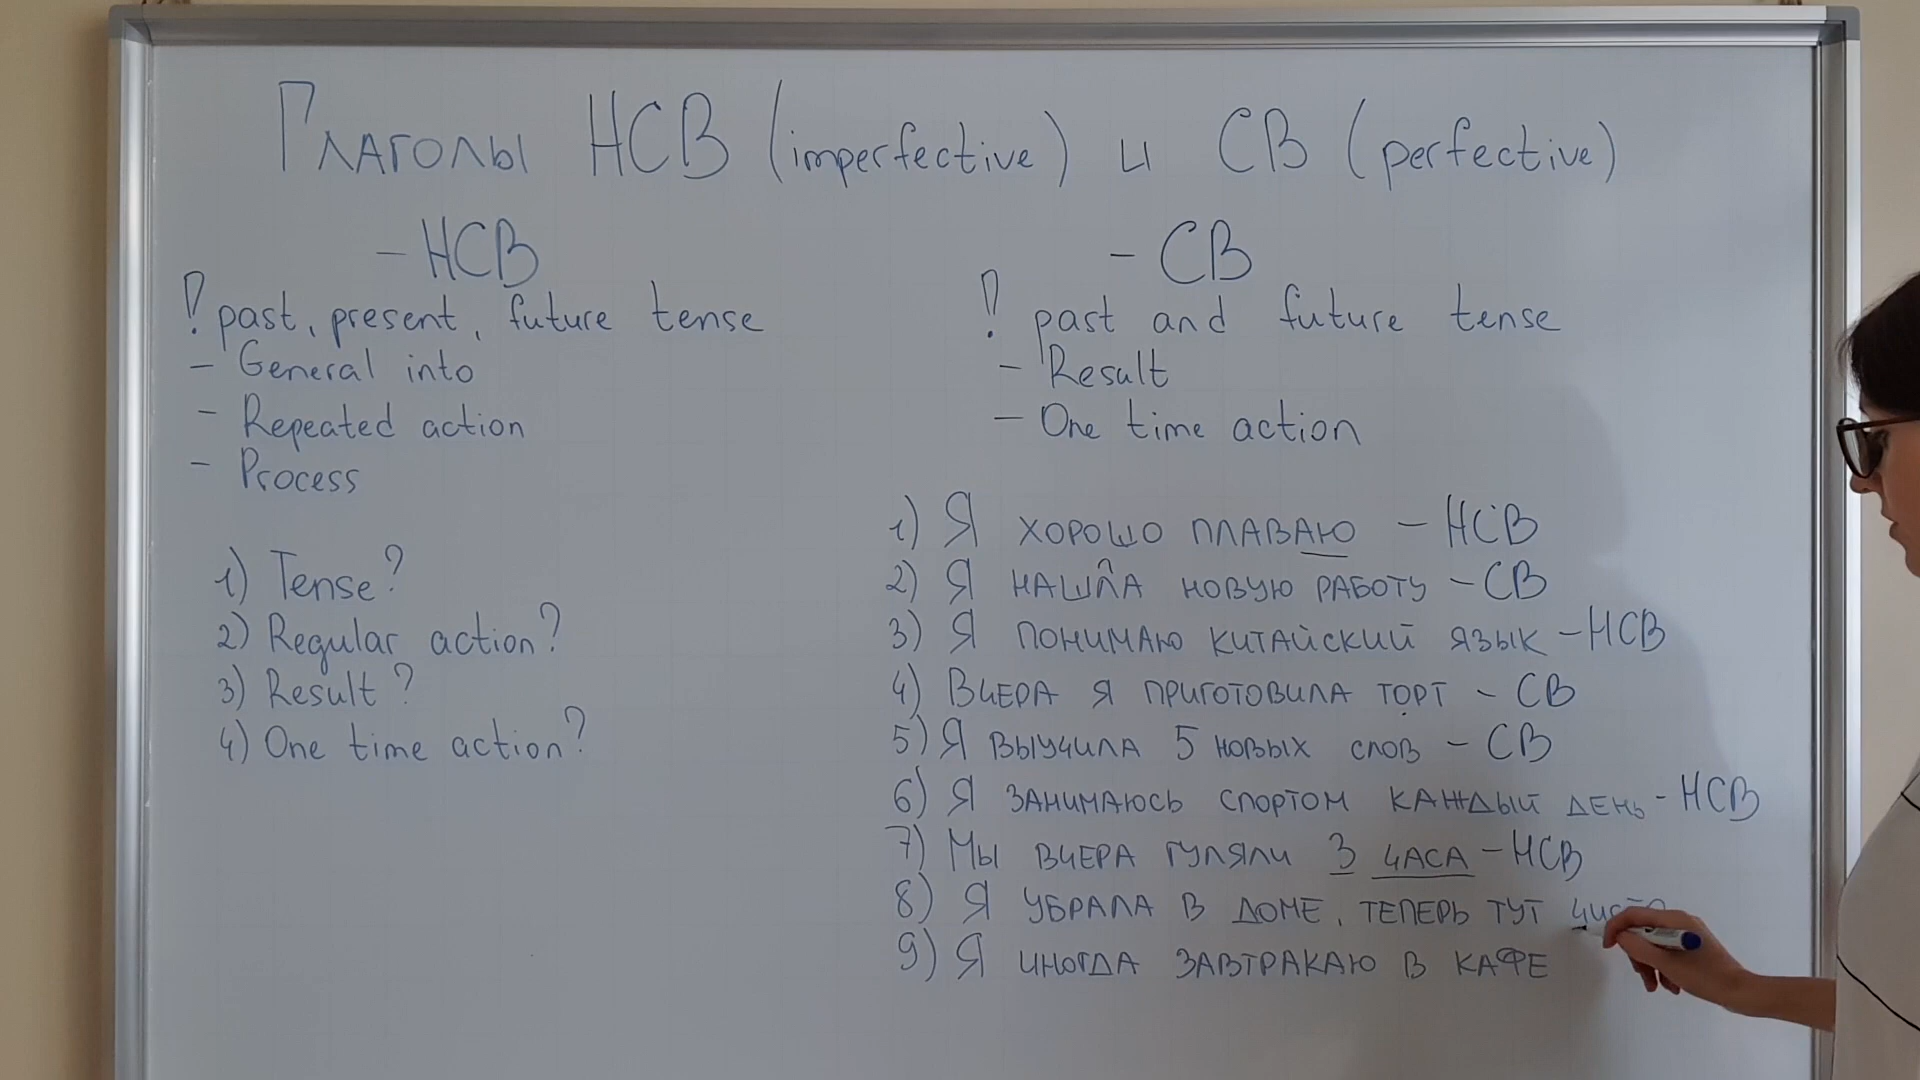 Глаголы НСВ (imperfective) и СВ (perfective)
- НСВ
! past, present, future tense
- General into
- Repeated action
- Process
1) Tense?
2) Regular action?
3) Result?
4) One time action?
- СВ
! past and future tense
- Result
- One time action
1) Я хорошо плаваю - НСВ
2) Я нашла новую работу - СВ
3) Я понимаю китайский язык - НСВ
4) Вчера я приготовила торт - СВ
5) Я выучила 5 новых слов - СВ
6) Я занимаюсь спортом каждый день - НСВ
7) Мы вчера гуляли 3 часа - НСВ
8) Я убрала в доме, теперь тут чисто
9) Я иногда завтракаю в кафе